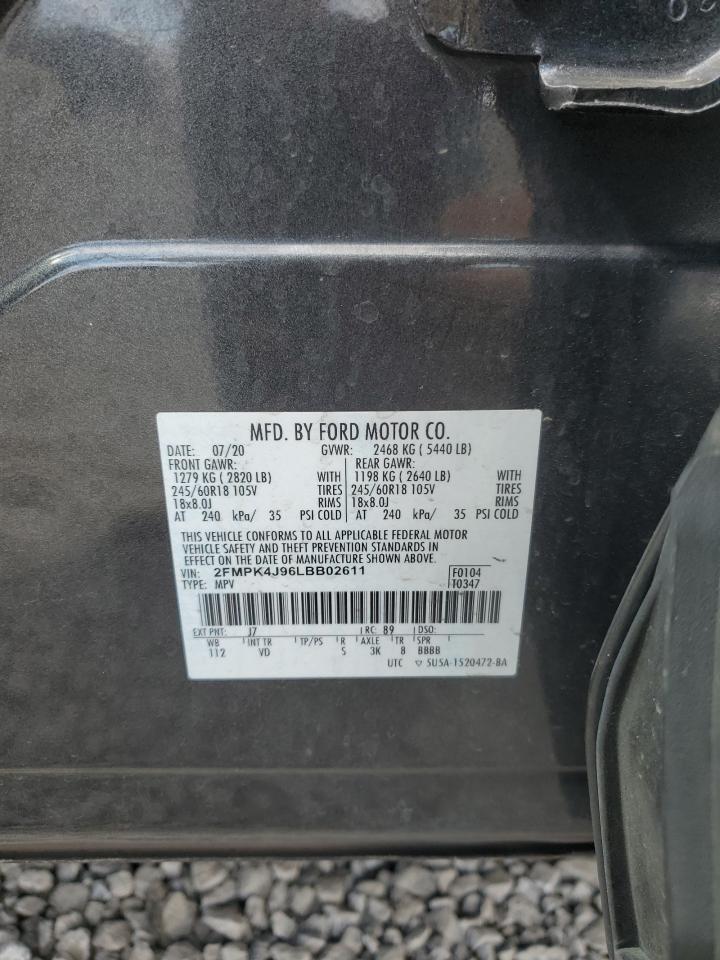 MFD. BY FORD MOTOR CO.
DATE: 07/20 GVWR: 2468 KG ( 5440 LB)
FRONT GAWR: REAR GAWR:
1279 KG ( 2820 LB) WITH 1198 KG ( 2640 LB) WITH
245/60R18 105V TIRES 245/60R18 105V TIRES
18x8.0J RIMS 18x8.0J RIMS
AT 240 kPa/ 35 PSI COLD AT 240 kPa/ 35 PSI COLD
THIS VEHICLE CONFORMS TO ALL APPLICABLE FEDERAL MOTOR
VEHICLE SAFETY AND THEFT PREVENTION STANDARDS IN
EFFECT ON THE DATE OF MANUFACTURE SHOWN ABOVE.
VIN: 2FMPK4J96LBB02611 F0104
TYPE: MPV T0347
EXT PNT: J7 RC: 89 DSO:
WB INT TR TP/PS R AXLE TR SPR
112 VD S 3K 8 BBBB
UTC ▽ 5U5A-1520472-BA